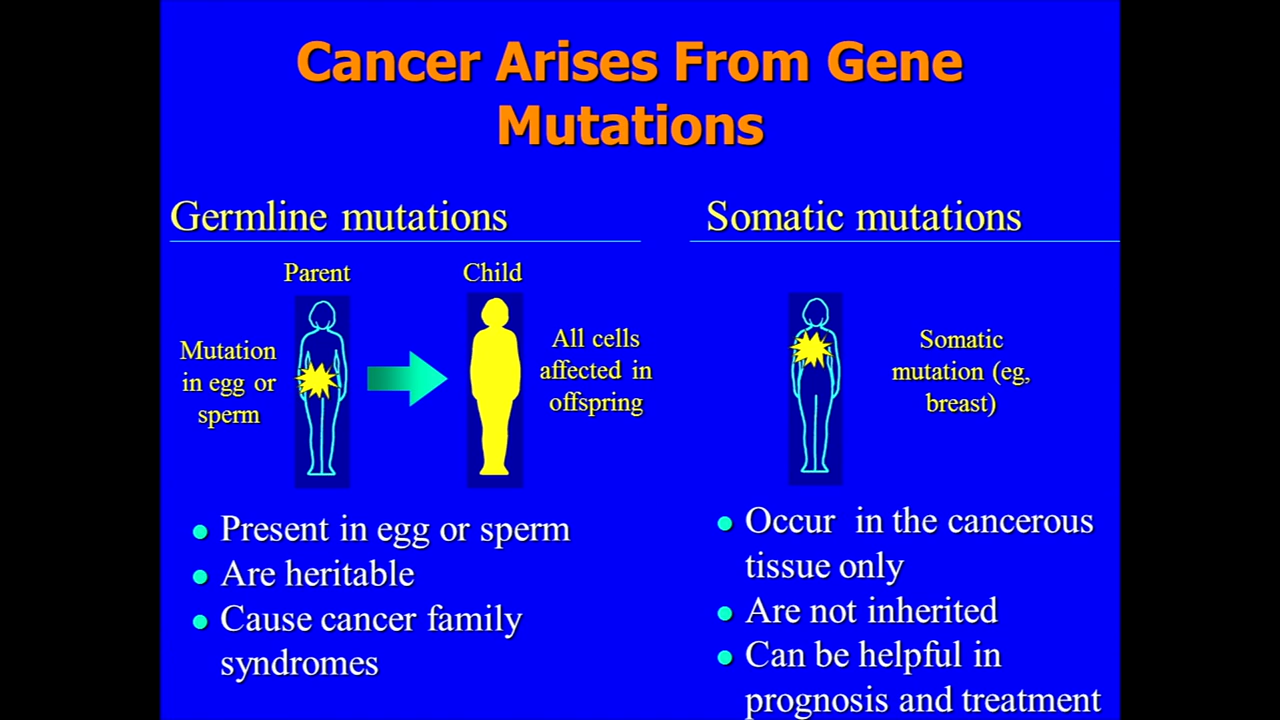 Cancer Arises From Gene
Mutations
Germline mutations
Parent
Child
Mutation
in egg or
sperm
All cells
affected in
offspring
• Present in egg or sperm
• Are heritable
• Cause cancer family
syndromes
Somatic mutations
Somatic
mutation (eg,
breast)
• Occur in the cancerous
tissue only
• Are not inherited
• Can be helpful in
prognosis and treatment